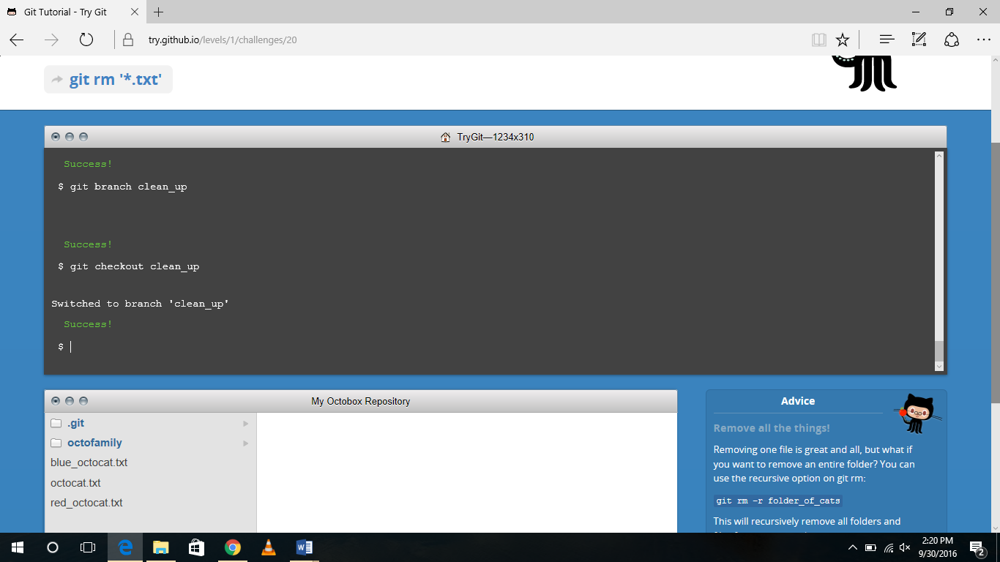 Git Tutorial - Try Git
try.github.io/levels/1/challenges/20
git rm '*.txt'
TryGit—1234x310
Success!
$ git branch clean_up
Success!
$ git checkout clean_up
Switched to branch 'clean_up'
Success!
$
My Octobox Repository
.git
octofamily
blue_octocat.txt
octocat.txt
red_octocat.txt
Advice
Remove all the things!
Removing one file is great and all, but what if
you want to remove an entire folder? You can
use the recursive option on git rm:
git rm -r folder_of_cats
This will recursively remove all folders and
2:20 PM
9/30/2016
2